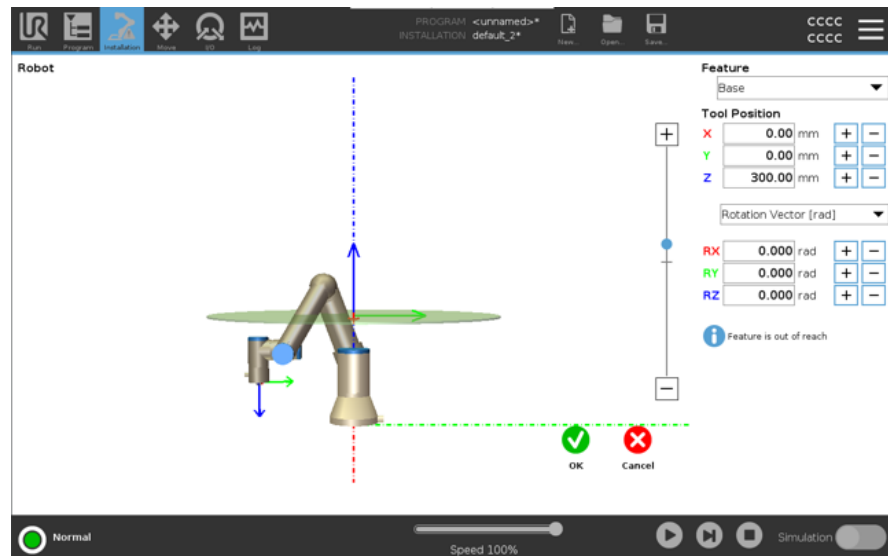 PROGRAM <unnamed>*
INSTALLATION default_2*
UR
Run
Program
Installation
Move
I/O
Log
New...
Open...
Save...
cccc
cccc
Robot
Feature
Base
Tool Position
X 0.00 mm + −
Y 0.00 mm + −
Z 300.00 mm + −
Rotation Vector [rad]
RX 0.000 rad + −
RY 0.000 rad + −
RZ 0.000 rad + −
i Feature is out of reach
+
−
OK
Cancel
Normal
Speed 100%
Simulation